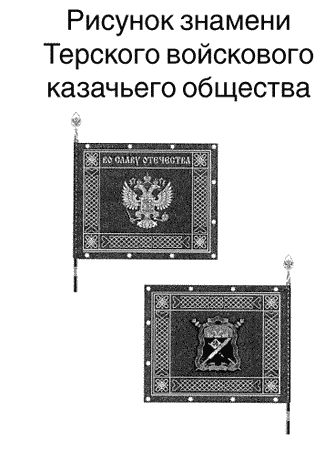 Рисунок знамени
Терского войскового
казачьего общества
ВО СЛАВУ ОТЕЧЕСТВА